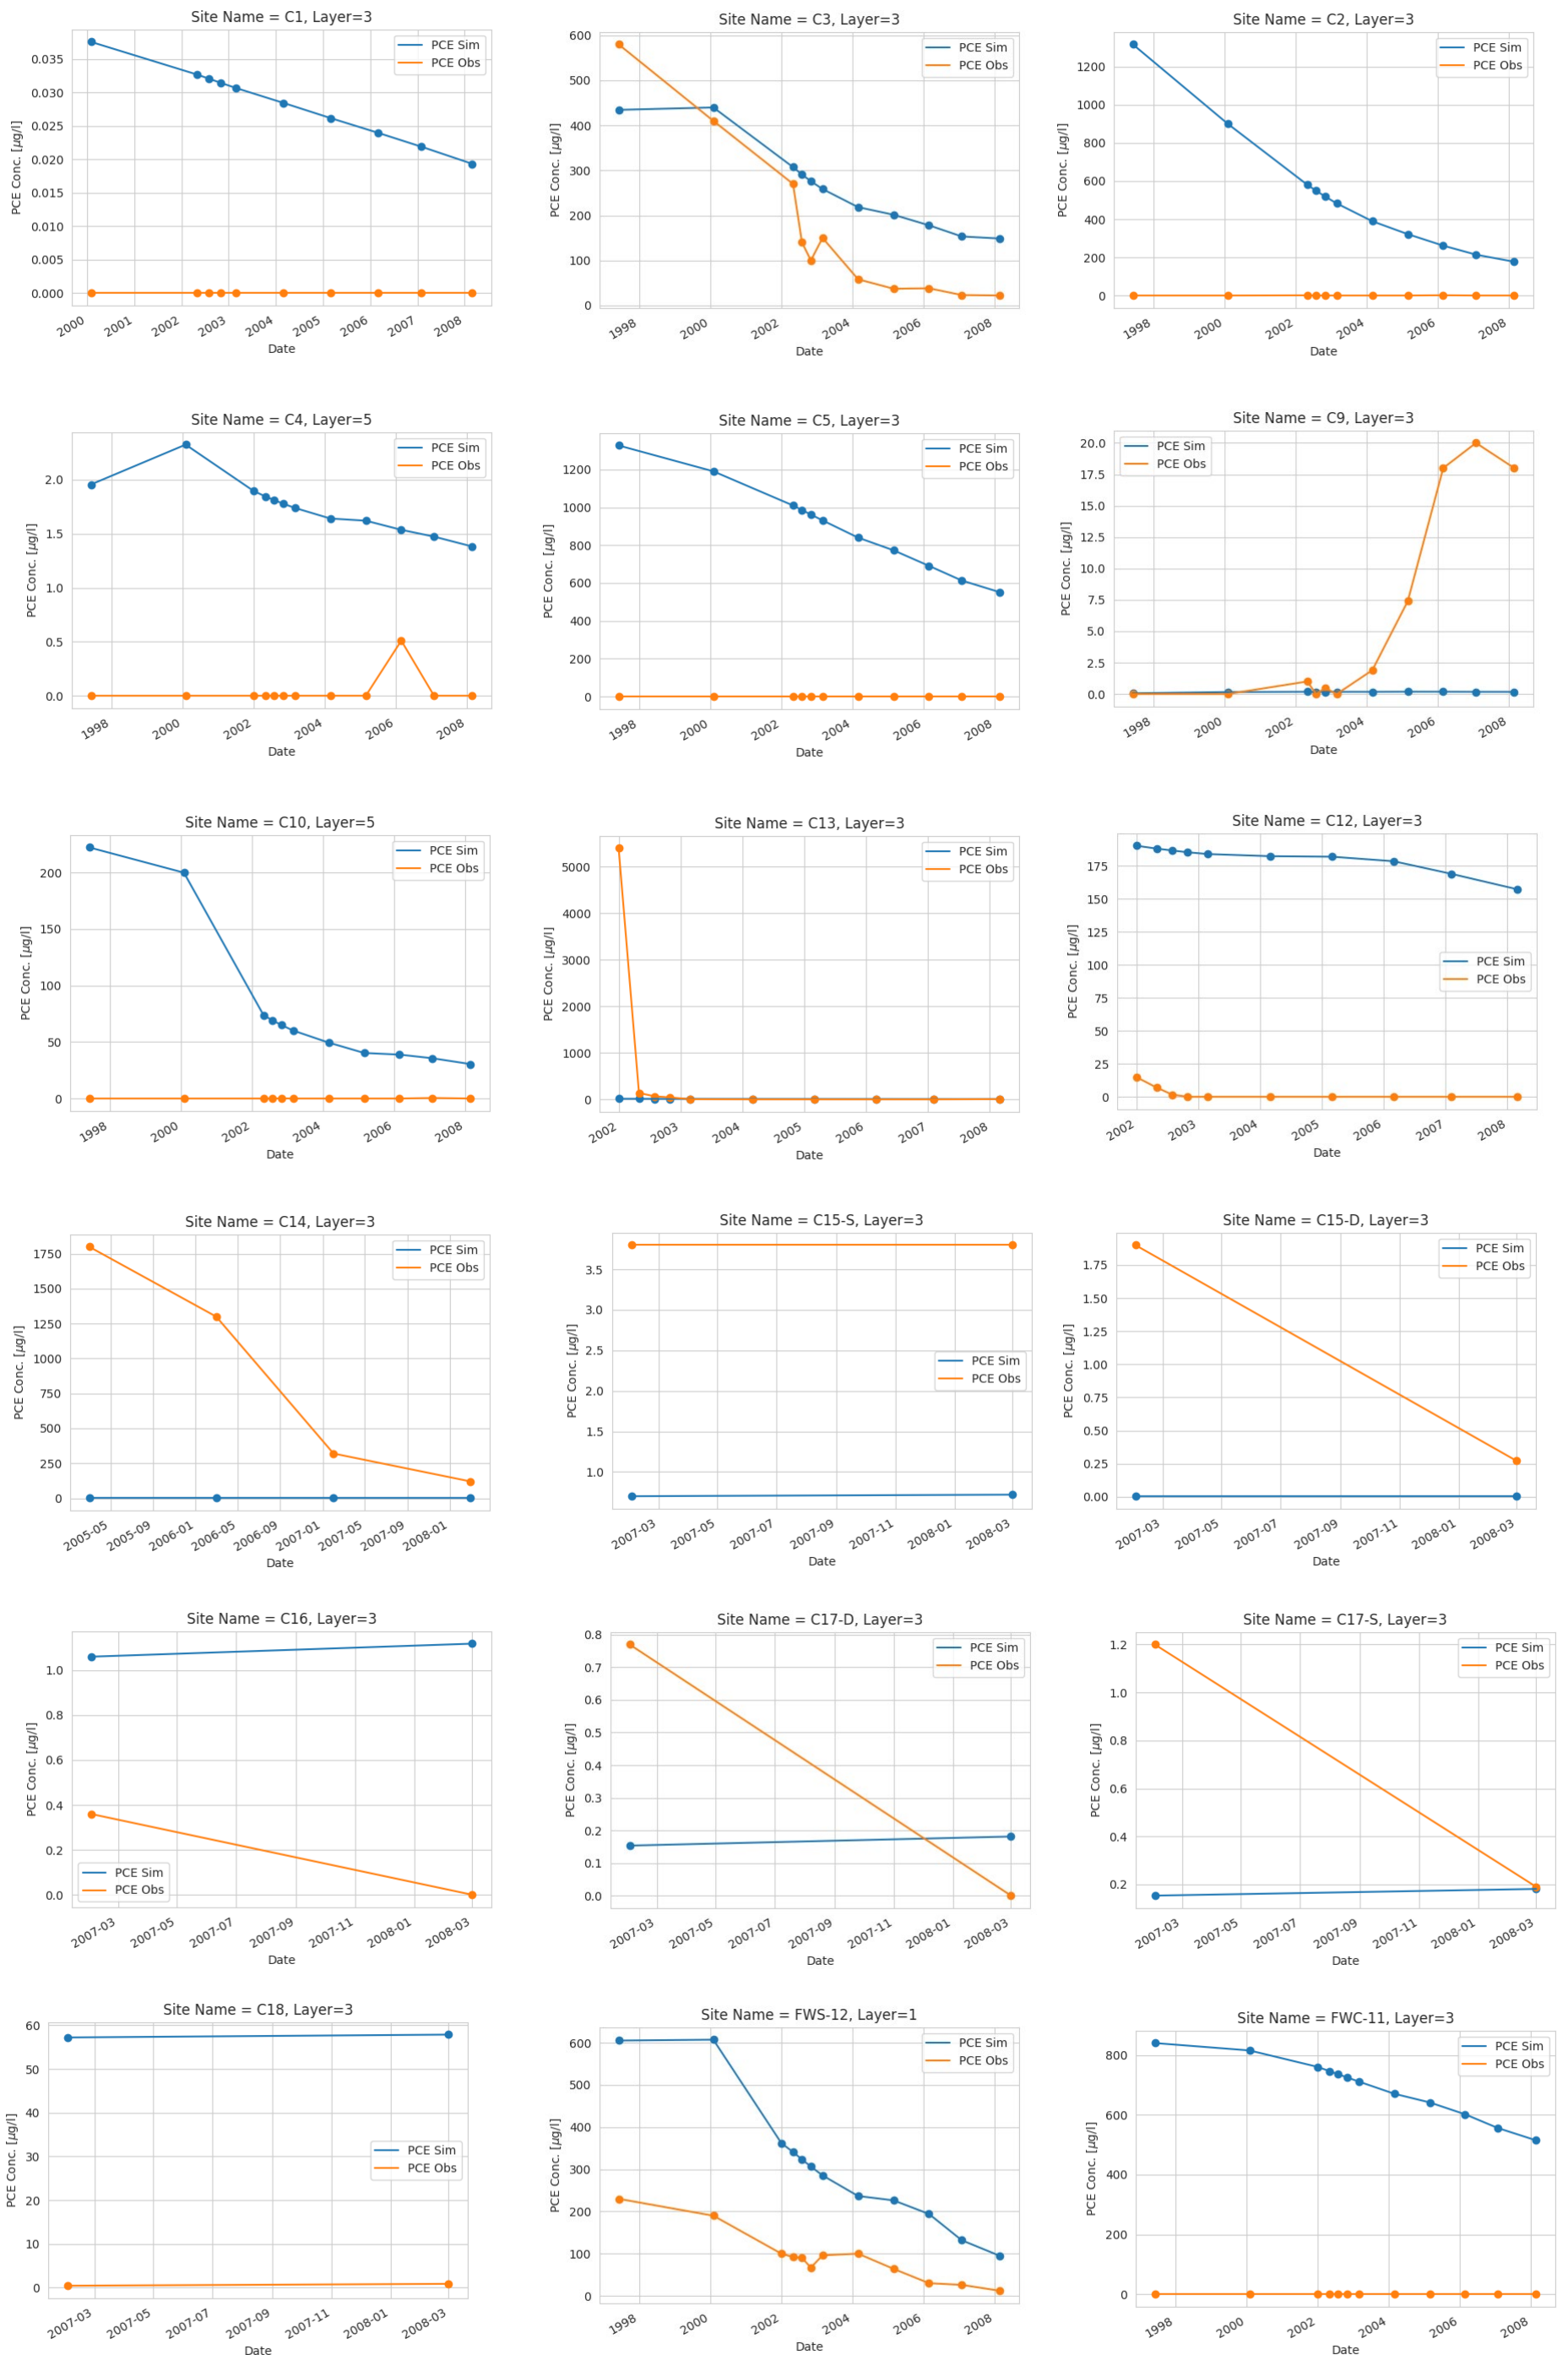 Site Name = C1, Layer=3
PCE Conc. [μg/l]
0.035
0.030
0.025
0.020
0.015
0.010
0.005
0.000
PCE Sim
PCE Obs
2000
2001
2002
2003
2004
2005
2006
2007
2008
Date
Site Name = C3, Layer=3
PCE Conc. [μg/l]
600
500
400
300
200
100
0
PCE Sim
PCE Obs
1998
2000
2002
2004
2006
2008
Date
Site Name = C2, Layer=3
PCE Conc. [μg/l]
1200
1000
800
600
400
200
0
PCE Sim
PCE Obs
1998
2000
2002
2004
2006
2008
Date
Site Name = C4, Layer=5
PCE Conc. [μg/l]
2.0
1.5
1.0
0.5
0.0
PCE Sim
PCE Obs
1998
2000
2002
2004
2006
2008
Date
Site Name = C5, Layer=3
PCE Conc. [μg/l]
1200
1000
800
600
400
200
0
PCE Sim
PCE Obs
1998
2000
2002
2004
2006
2008
Date
Site Name = C9, Layer=3
PCE Conc. [μg/l]
20.0
17.5
15.0
12.5
10.0
7.5
5.0
2.5
0.0
PCE Sim
PCE Obs
1998
2000
2002
2004
2006
2008
Date
Site Name = C10, Layer=5
PCE Conc. [μg/l]
200
150
100
50
0
PCE Sim
PCE Obs
1998
2000
2002
2004
2006
2008
Date
Site Name = C13, Layer=3
PCE Conc. [μg/l]
5000
4000
3000
2000
1000
0
PCE Sim
PCE Obs
2002
2003
2004
2005
2006
2007
2008
Date
Site Name = C12, Layer=3
PCE Conc. [μg/l]
175
150
125
100
75
50
25
0
PCE Sim
PCE Obs
2002
2003
2004
2005
2006
2007
2008
Date
Site Name = C14, Layer=3
PCE Conc. [μg/l]
1750
1500
1250
1000
750
500
250
0
PCE Sim
PCE Obs
2005-05
2005-09
2006-01
2006-05
2006-09
2007-01
2007-05
2007-09
2008-01
Date
Site Name = C15-S, Layer=3
PCE Conc. [μg/l]
3.5
3.0
2.5
2.0
1.5
1.0
PCE Sim
PCE Obs
2007-03
2007-05
2007-07
2007-09
2007-11
2008-01
2008-03
Date
Site Name = C15-D, Layer=3
PCE Conc. [μg/l]
1.75
1.50
1.25
1.00
0.75
0.50
0.25
0.00
PCE Sim
PCE Obs
2007-03
2007-05
2007-07
2007-09
2007-11
2008-01
2008-03
Date
Site Name = C16, Layer=3
PCE Conc. [μg/l]
1.0
0.8
0.6
0.4
0.2
0.0
PCE Sim
PCE Obs
2007-03
2007-05
2007-07
2007-09
2007-11
2008-01
2008-03
Date
Site Name = C17-D, Layer=3
PCE Conc. [μg/l]
0.8
0.7
0.6
0.5
0.4
0.3
0.2
0.1
0.0
PCE Sim
PCE Obs
2007-03
2007-05
2007-07
2007-09
2007-11
2008-01
2008-03
Date
Site Name = C17-S, Layer=3
PCE Conc. [μg/l]
1.2
1.0
0.8
0.6
0.4
0.2
PCE Sim
PCE Obs
2007-03
2007-05
2007-07
2007-09
2007-11
2008-01
2008-03
Date
Site Name = C18, Layer=3
PCE Conc. [μg/l]
60
50
40
30
20
10
0
PCE Sim
PCE Obs
2007-03
2007-05
2007-07
2007-09
2007-11
2008-01
2008-03
Date
Site Name = FWS-12, Layer=1
PCE Conc. [μg/l]
600
500
400
300
200
100
0
PCE Sim
PCE Obs
1998
2000
2002
2004
2006
2008
Date
Site Name = FWC-11, Layer=3
PCE Conc. [μg/l]
800
600
400
200
0
PCE Sim
PCE Obs
1998
2000
2002
2004
2006
2008
Date